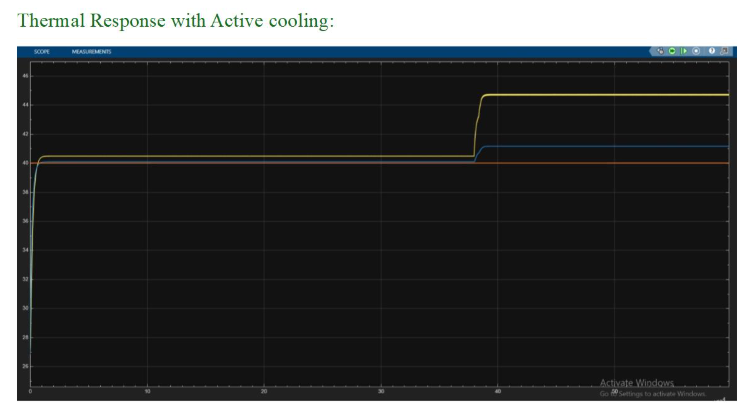 Thermal Response with Active cooling:
SCOPE MEASUREMENTS
46
44
42
40
38
36
34
32
30
28
26
0 10 20 30 40 50
Activate Windows
Go to Settings to activate Windows.